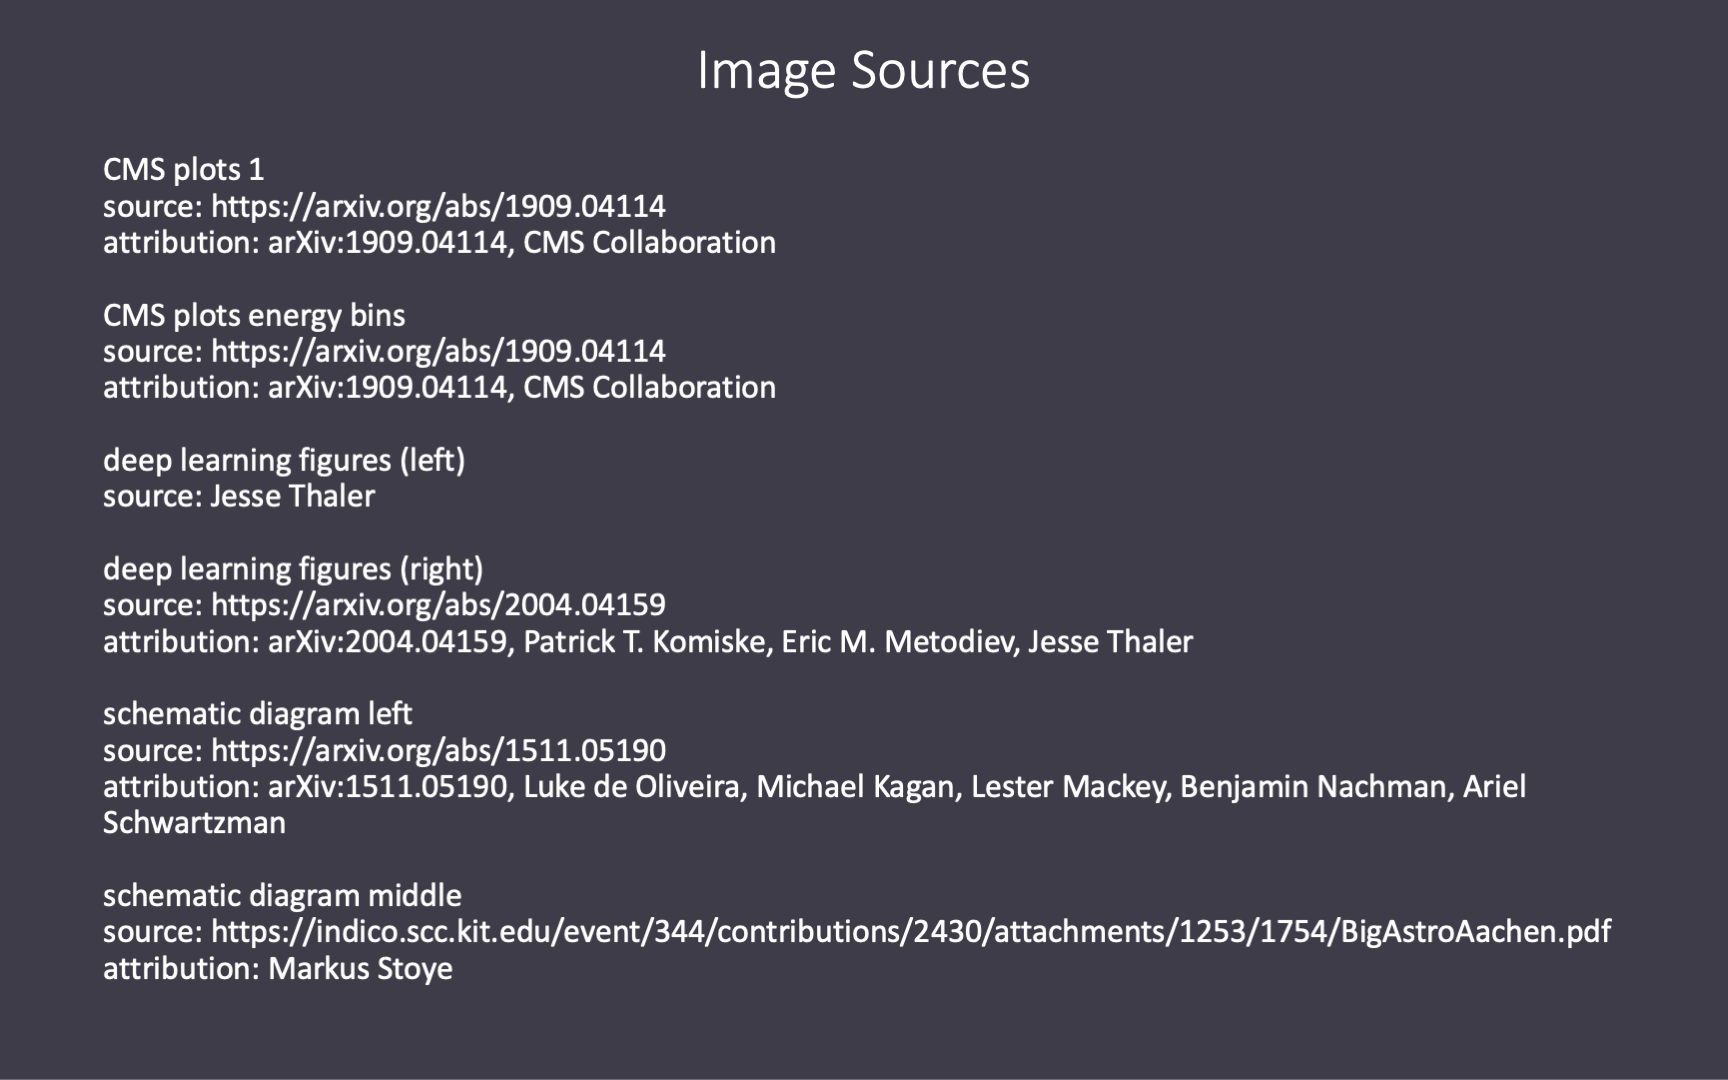 Image Sources
CMS plots 1
source: https://arxiv.org/abs/1909.04114
attribution: arXiv:1909.04114, CMS Collaboration
CMS plots energy bins
source: https://arxiv.org/abs/1909.04114
attribution: arXiv:1909.04114, CMS Collaboration
deep learning figures (left)
source: Jesse Thaler
deep learning figures (right)
source: https://arxiv.org/abs/2004.04159
attribution: arXiv:2004.04159, Patrick T. Komiske, Eric M. Metodiev, Jesse Thaler
schematic diagram left
source: https://arxiv.org/abs/1511.05190
attribution: arXiv:1511.05190, Luke de Oliveira, Michael Kagan, Lester Mackey, Benjamin Nachman, Ariel
Schwartzman
schematic diagram middle
source: https://indico.scc.kit.edu/event/344/contributions/2430/attachments/1253/1754/BigAstroAachen.pdf
attribution: Markus Stoye